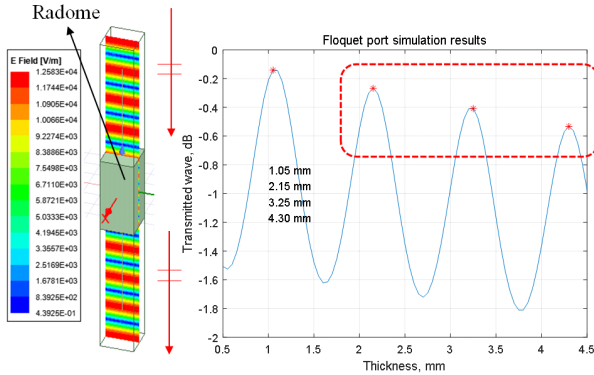 Radome
E Field [V/m]
1.2583E+04
1.1744E+04
1.0905E+04
1.0066E+04
9.2274E+03
8.3886E+03
7.5498E+03
6.7110E+03
5.8721E+03
5.0333E+03
4.1945E+03
3.3557E+03
2.5169E+03
1.6781E+03
8.3926E+02
4.3925E-01
X
Floquet port simulation results
Transmitted wave, dB
0
-0.2
-0.4
-0.6
-0.8
-1
-1.2
-1.4
-1.6
-1.8
-2
1.05 mm
2.15 mm
3.25 mm
4.30 mm
0.5 1 1.5 2 2.5 3 3.5 4 4.5
Thickness, mm